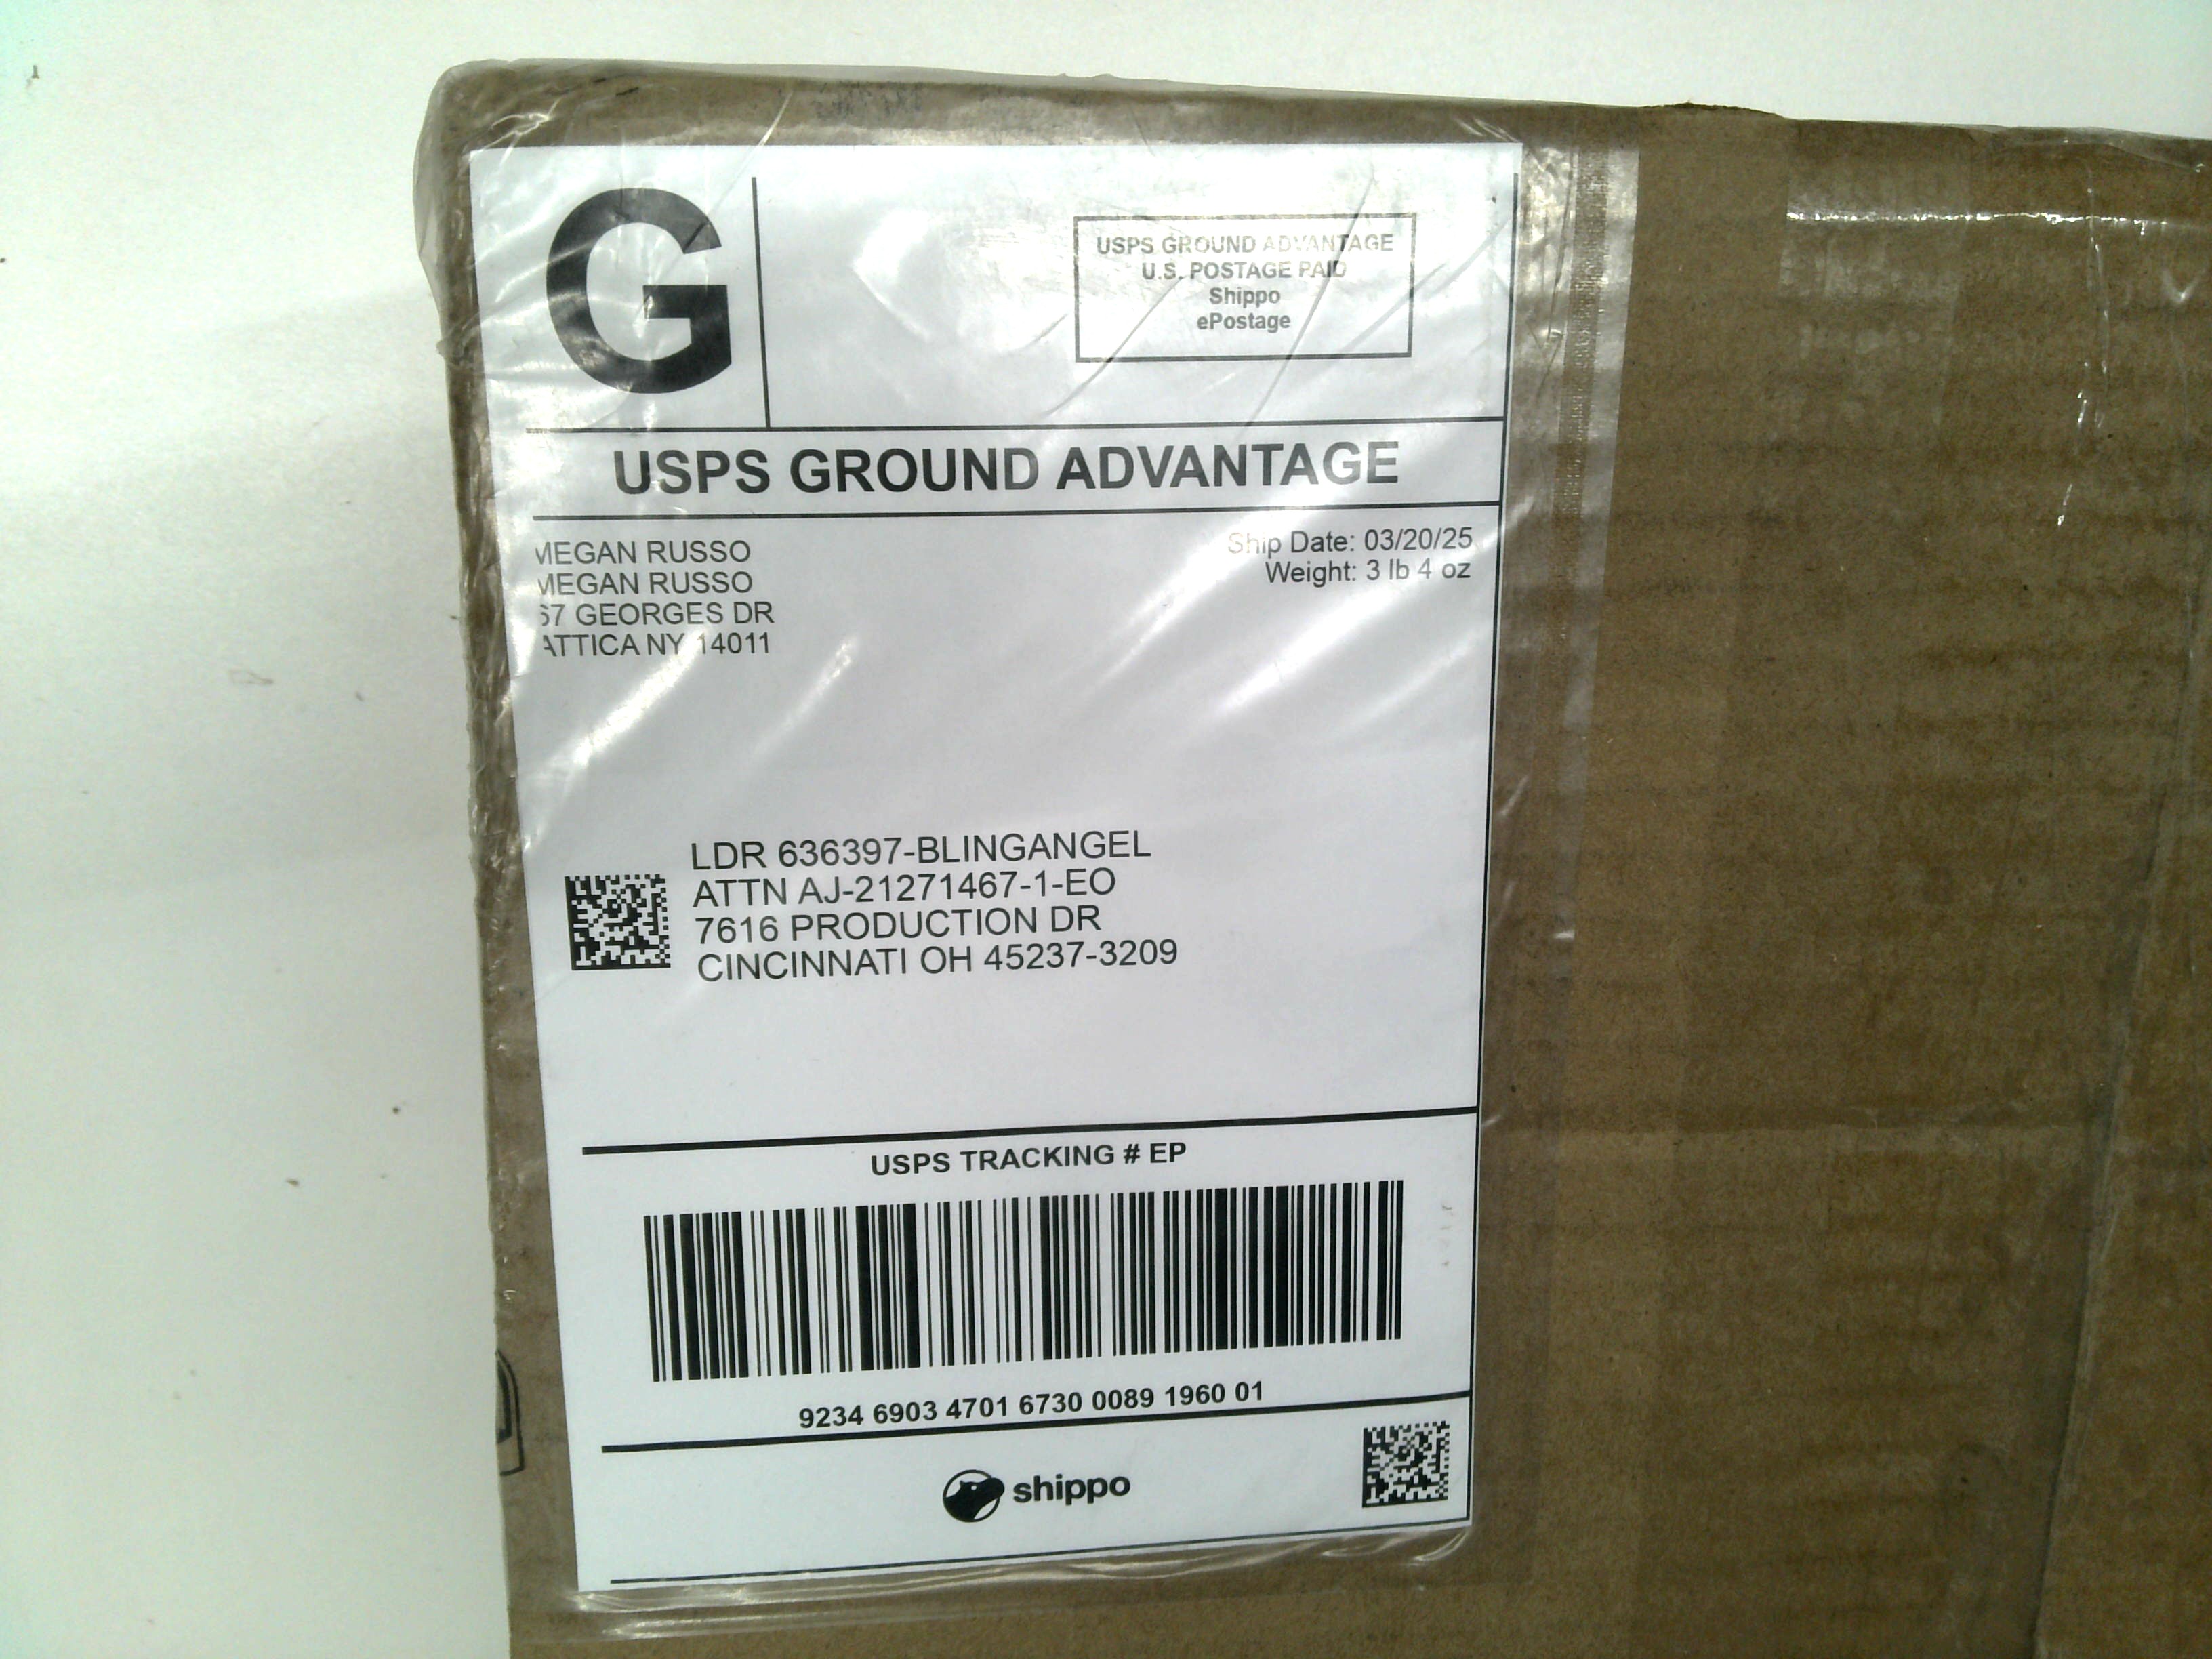 G
USPS GROUND ADVANTAGE
U.S. POSTAGE PAID
Shippo
ePostage
USPS GROUND ADVANTAGE
MEGAN RUSSO
MEGAN RUSSO
67 GEORGES DR
ATTICA NY 14011
Ship Date: 03/20/25
Weight: 3 lb 4 oz
LDR 636397-BLINGANGEL
ATTN AJ-21271467-1-EO
7616 PRODUCTION DR
CINCINNATI OH 45237-3209
USPS TRACKING # EP
9234 6903 4701 6730 0089 1960 01
shippo